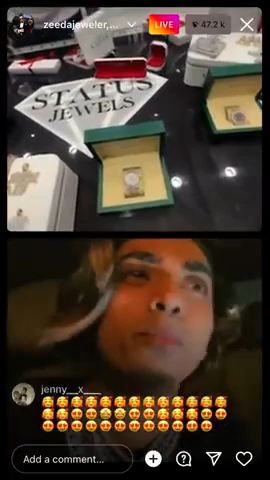 zeedajeweler,...
LIVE
47.2 k
STATUS
JEWELS
jenny__x___
🥰🥰🥰🥰🥰🥰🥰🥰🥰🥰🥰🥰🥰
🥰🥰😍🤩🤩😍🥰🥰🥰🥰🥰😍😍
🥰🥰😍😍😍😍😍😍😍😍😍😍
Add a comment...